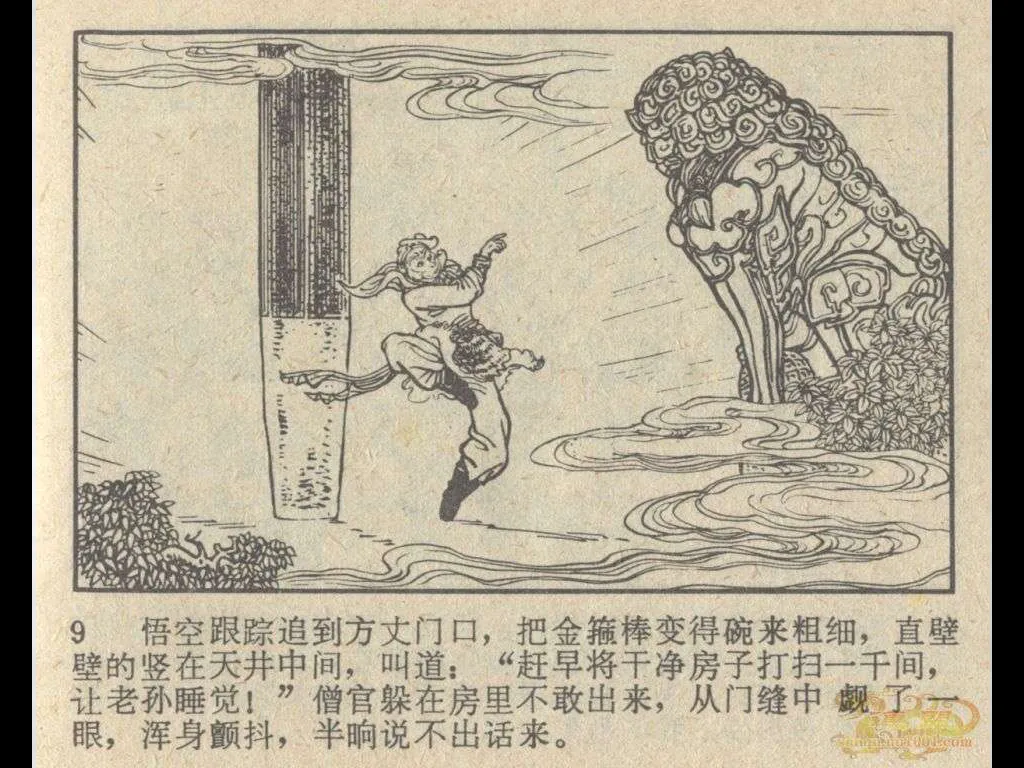 9 悟空跟踪追到方丈门口，把金箍棒变得碗来粗细，直壁
壁的竖在天井中间，叫道：“赶早将干净房子打扫一千间，
让老孙睡觉！”僧官躲在房里不敢出来，从门缝中觑了一
眼，浑身颤抖，半晌说不出话来。